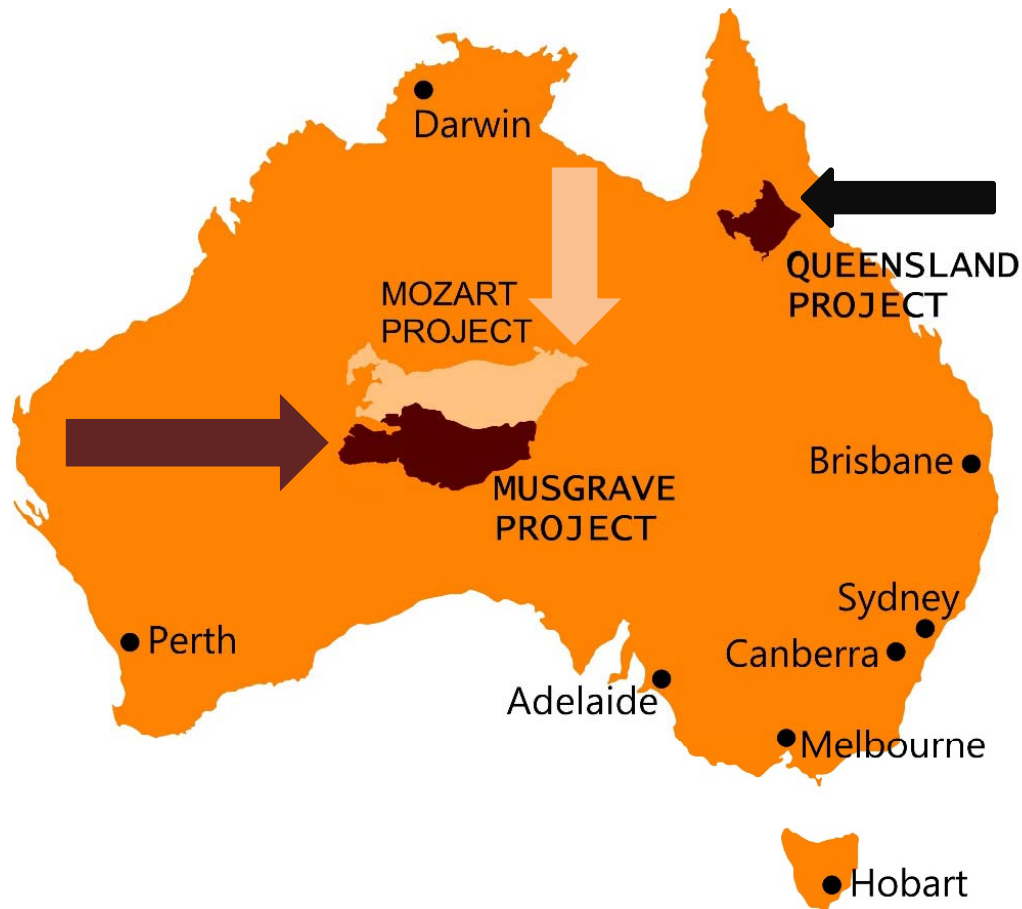 Darwin
QUEENSLAND
PROJECT
MOZART
PROJECT
Brisbane
MUSGRAVE
PROJECT
Sydney
Perth
Canberra
Adelaide
Melbourne
Hobart